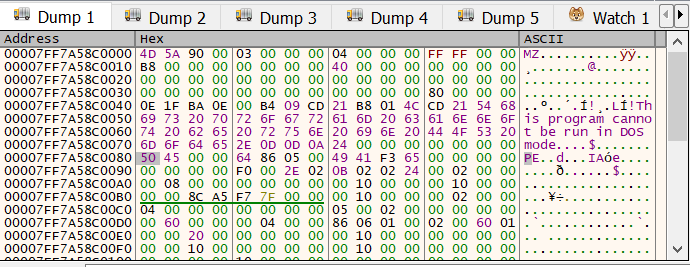 Dump 1 Dump 2 Dump 3 Dump 4 Dump 5 Watch 1
Address Hex ASCII
00007FF7A58C0000 4D 5A 90 00 03 00 00 00 04 00 00 00 FF FF 00 00 MZ..........ÿÿ..
00007FF7A58C0010 B8 00 00 00 00 00 00 00 40 00 00 00 00 00 00 00 ¸.......@.......
00007FF7A58C0020 00 00 00 00 00 00 00 00 00 00 00 00 00 00 00 00 ................
00007FF7A58C0030 00 00 00 00 00 00 00 00 00 00 00 00 80 00 00 00 ................
00007FF7A58C0040 0E 1F BA 0E 00 B4 09 CD 21 B8 01 4C CD 21 54 68 ..º..´.Í!¸.LÍ!Th
00007FF7A58C0050 69 73 20 70 72 6F 67 72 61 6D 20 63 61 6E 6E 6F is program canno
00007FF7A58C0060 74 20 62 65 20 72 75 6E 20 69 6E 20 44 4F 53 20 t be run in DOS
00007FF7A58C0070 6D 6F 64 65 2E 0D 0D 0A 24 00 00 00 00 00 00 00 mode....$.......
00007FF7A58C0080 50 45 00 00 64 86 05 00 49 41 F3 65 00 00 00 00 PE..d...IAóe....
00007FF7A58C0090 00 00 00 00 F0 00 2E 02 0B 02 02 24 00 02 00 00 ....ð......$....
00007FF7A58C00A0 00 08 00 00 00 00 00 00 00 10 00 00 00 10 00 00 ................
00007FF7A58C00B0 00 00 8C A5 F7 7F 00 00 00 10 00 00 00 02 00 00 ...¥÷...........
00007FF7A58C00C0 04 00 00 00 00 00 00 00 05 00 02 00 00 00 00 00 ................
00007FF7A58C00D0 00 60 00 00 00 04 00 00 86 06 01 00 02 00 60 01 .`............`.
00007FF7A58C00E0 00 00 20 00 00 00 00 00 00 10 00 00 00 00 00 00 .. .............
00007FF7A58C00F0 00 00 10 00 00 00 00 00 00 10 00 00 00 00 00 00 ................